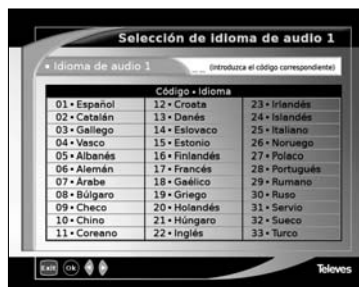 Selección de idioma de audio 1
• Idioma de audio 1 __ (Introduzca el código correspondiente)
Código • Idioma
01 • Español 12 • Croata 23 • Irlandés
02 • Catalán 13 • Danés 24 • Islandés
03 • Gallego 14 • Eslovaco 25 • Italiano
04 • Vasco 15 • Estonio 26 • Noruego
05 • Albanés 16 • Finlandés 27 • Polaco
06 • Alemán 17 • Francés 28 • Portugués
07 • Árabe 18 • Gaélico 29 • Rumano
08 • Búlgaro 19 • Griego 30 • Ruso
09 • Checo 20 • Holandés 31 • Servio
10 • Chino 21 • Húngaro 32 • Sueco
11 • Coreano 22 • Inglés 33 • Turco
Exit Ok Televes